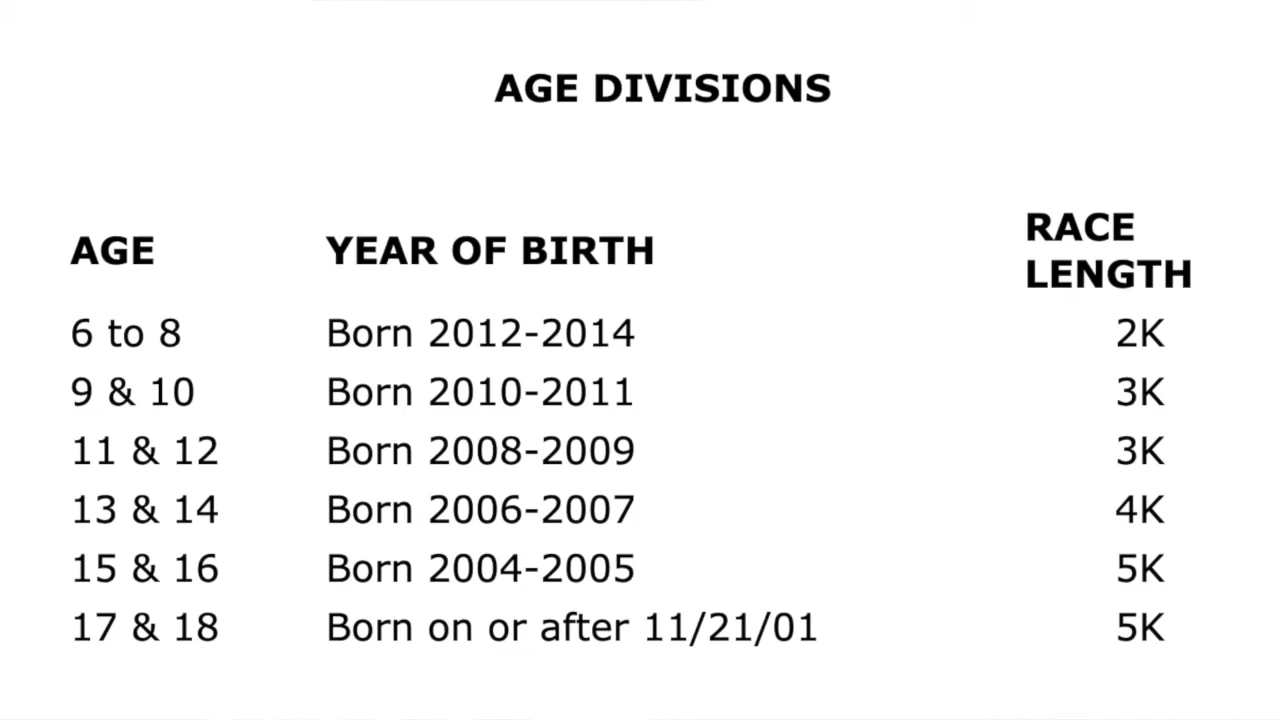 AGE DIVISIONS
AGE YEAR OF BIRTH RACE LENGTH
6 to 8 Born 2012-2014 2K
9 & 10 Born 2010-2011 3K
11 & 12 Born 2008-2009 3K
13 & 14 Born 2006-2007 4K
15 & 16 Born 2004-2005 5K
17 & 18 Born on or after 11/21/01 5K